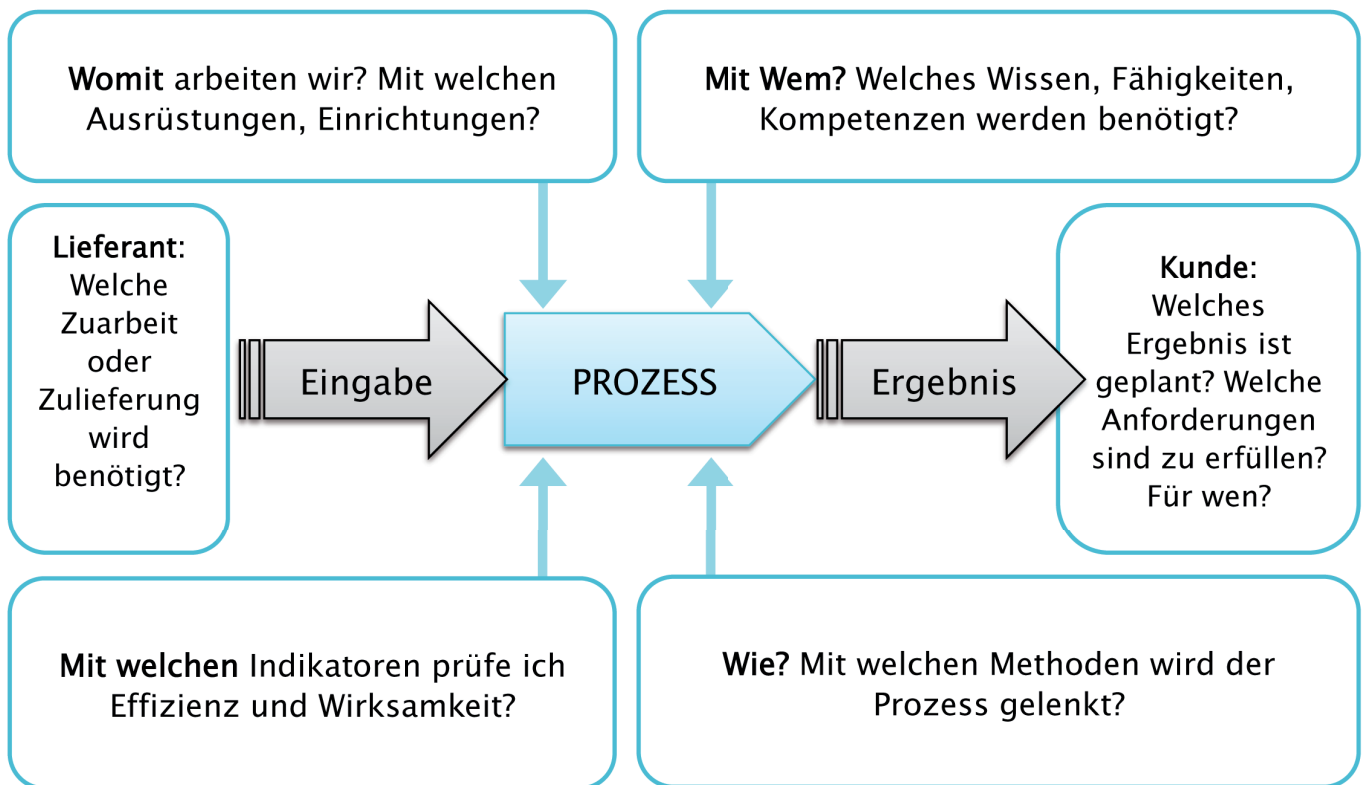 Womit arbeiten wir? Mit welchen
Ausrüstungen, Einrichtungen?
Mit Wem? Welches Wissen, Fähigkeiten,
Kompetenzen werden benötigt?
Lieferant:
Welche
Zuarbeit
oder
Zulieferung
wird
benötigt?
Eingabe
PROZESS
Ergebnis
Kunde:
Welches
Ergebnis ist
geplant? Welche
Anforderungen
sind zu erfüllen?
Für wen?
Mit welchen Indikatoren prüfe ich
Effizienz und Wirksamkeit?
Wie? Mit welchen Methoden wird der
Prozess gelenkt?